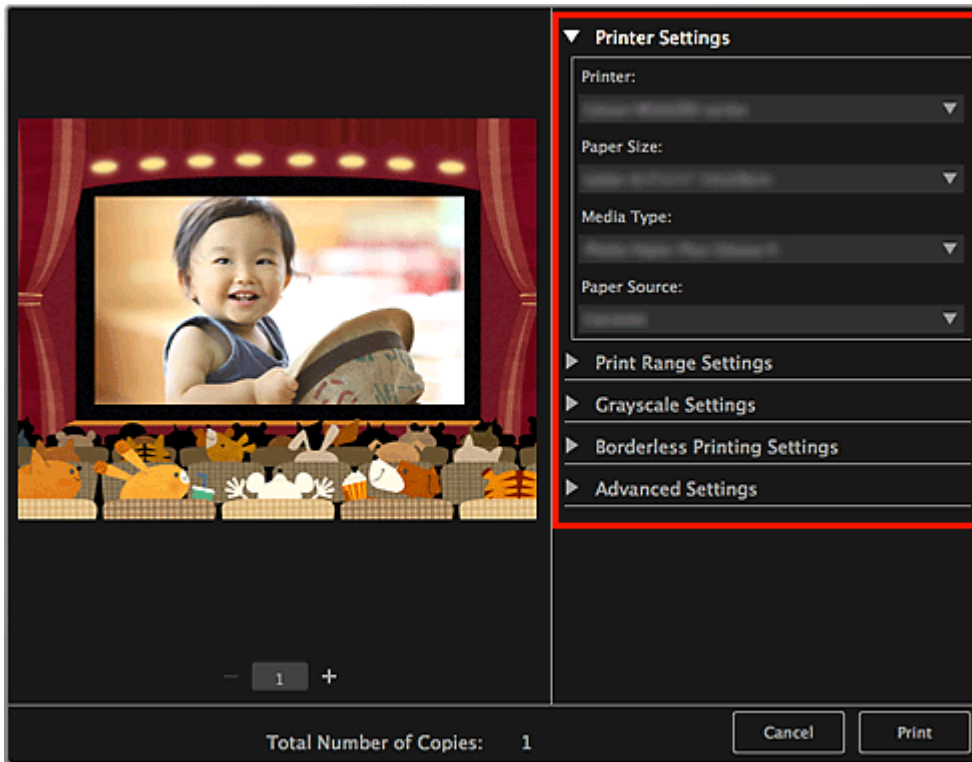 Printer Settings
Printer:
Paper Size:
Media Type:
Paper Source:
Print Range Settings
Grayscale Settings
Borderless Printing Settings
Advanced Settings
1
Total Number of Copies: 1
Cancel
Print